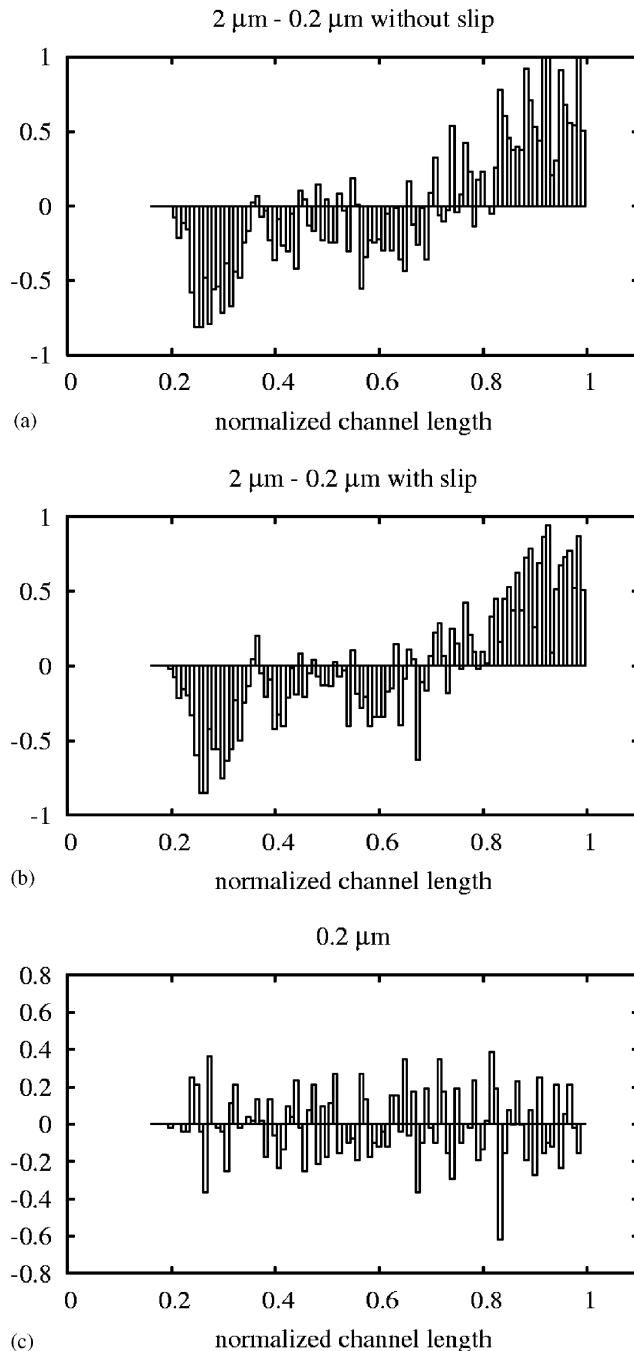 2 μm - 0.2 μm without slip
1
0.5
0
-0.5
-1
0 0.2 0.4 0.6 0.8 1
(a) normalized channel length
2 μm - 0.2 μm with slip
1
0.5
0
-0.5
-1
0 0.2 0.4 0.6 0.8 1
(b) normalized channel length
0.2 μm
0.8
0.6
0.4
0.2
0
-0.2
-0.4
-0.6
-0.8
0 0.2 0.4 0.6 0.8 1
(c) normalized channel length